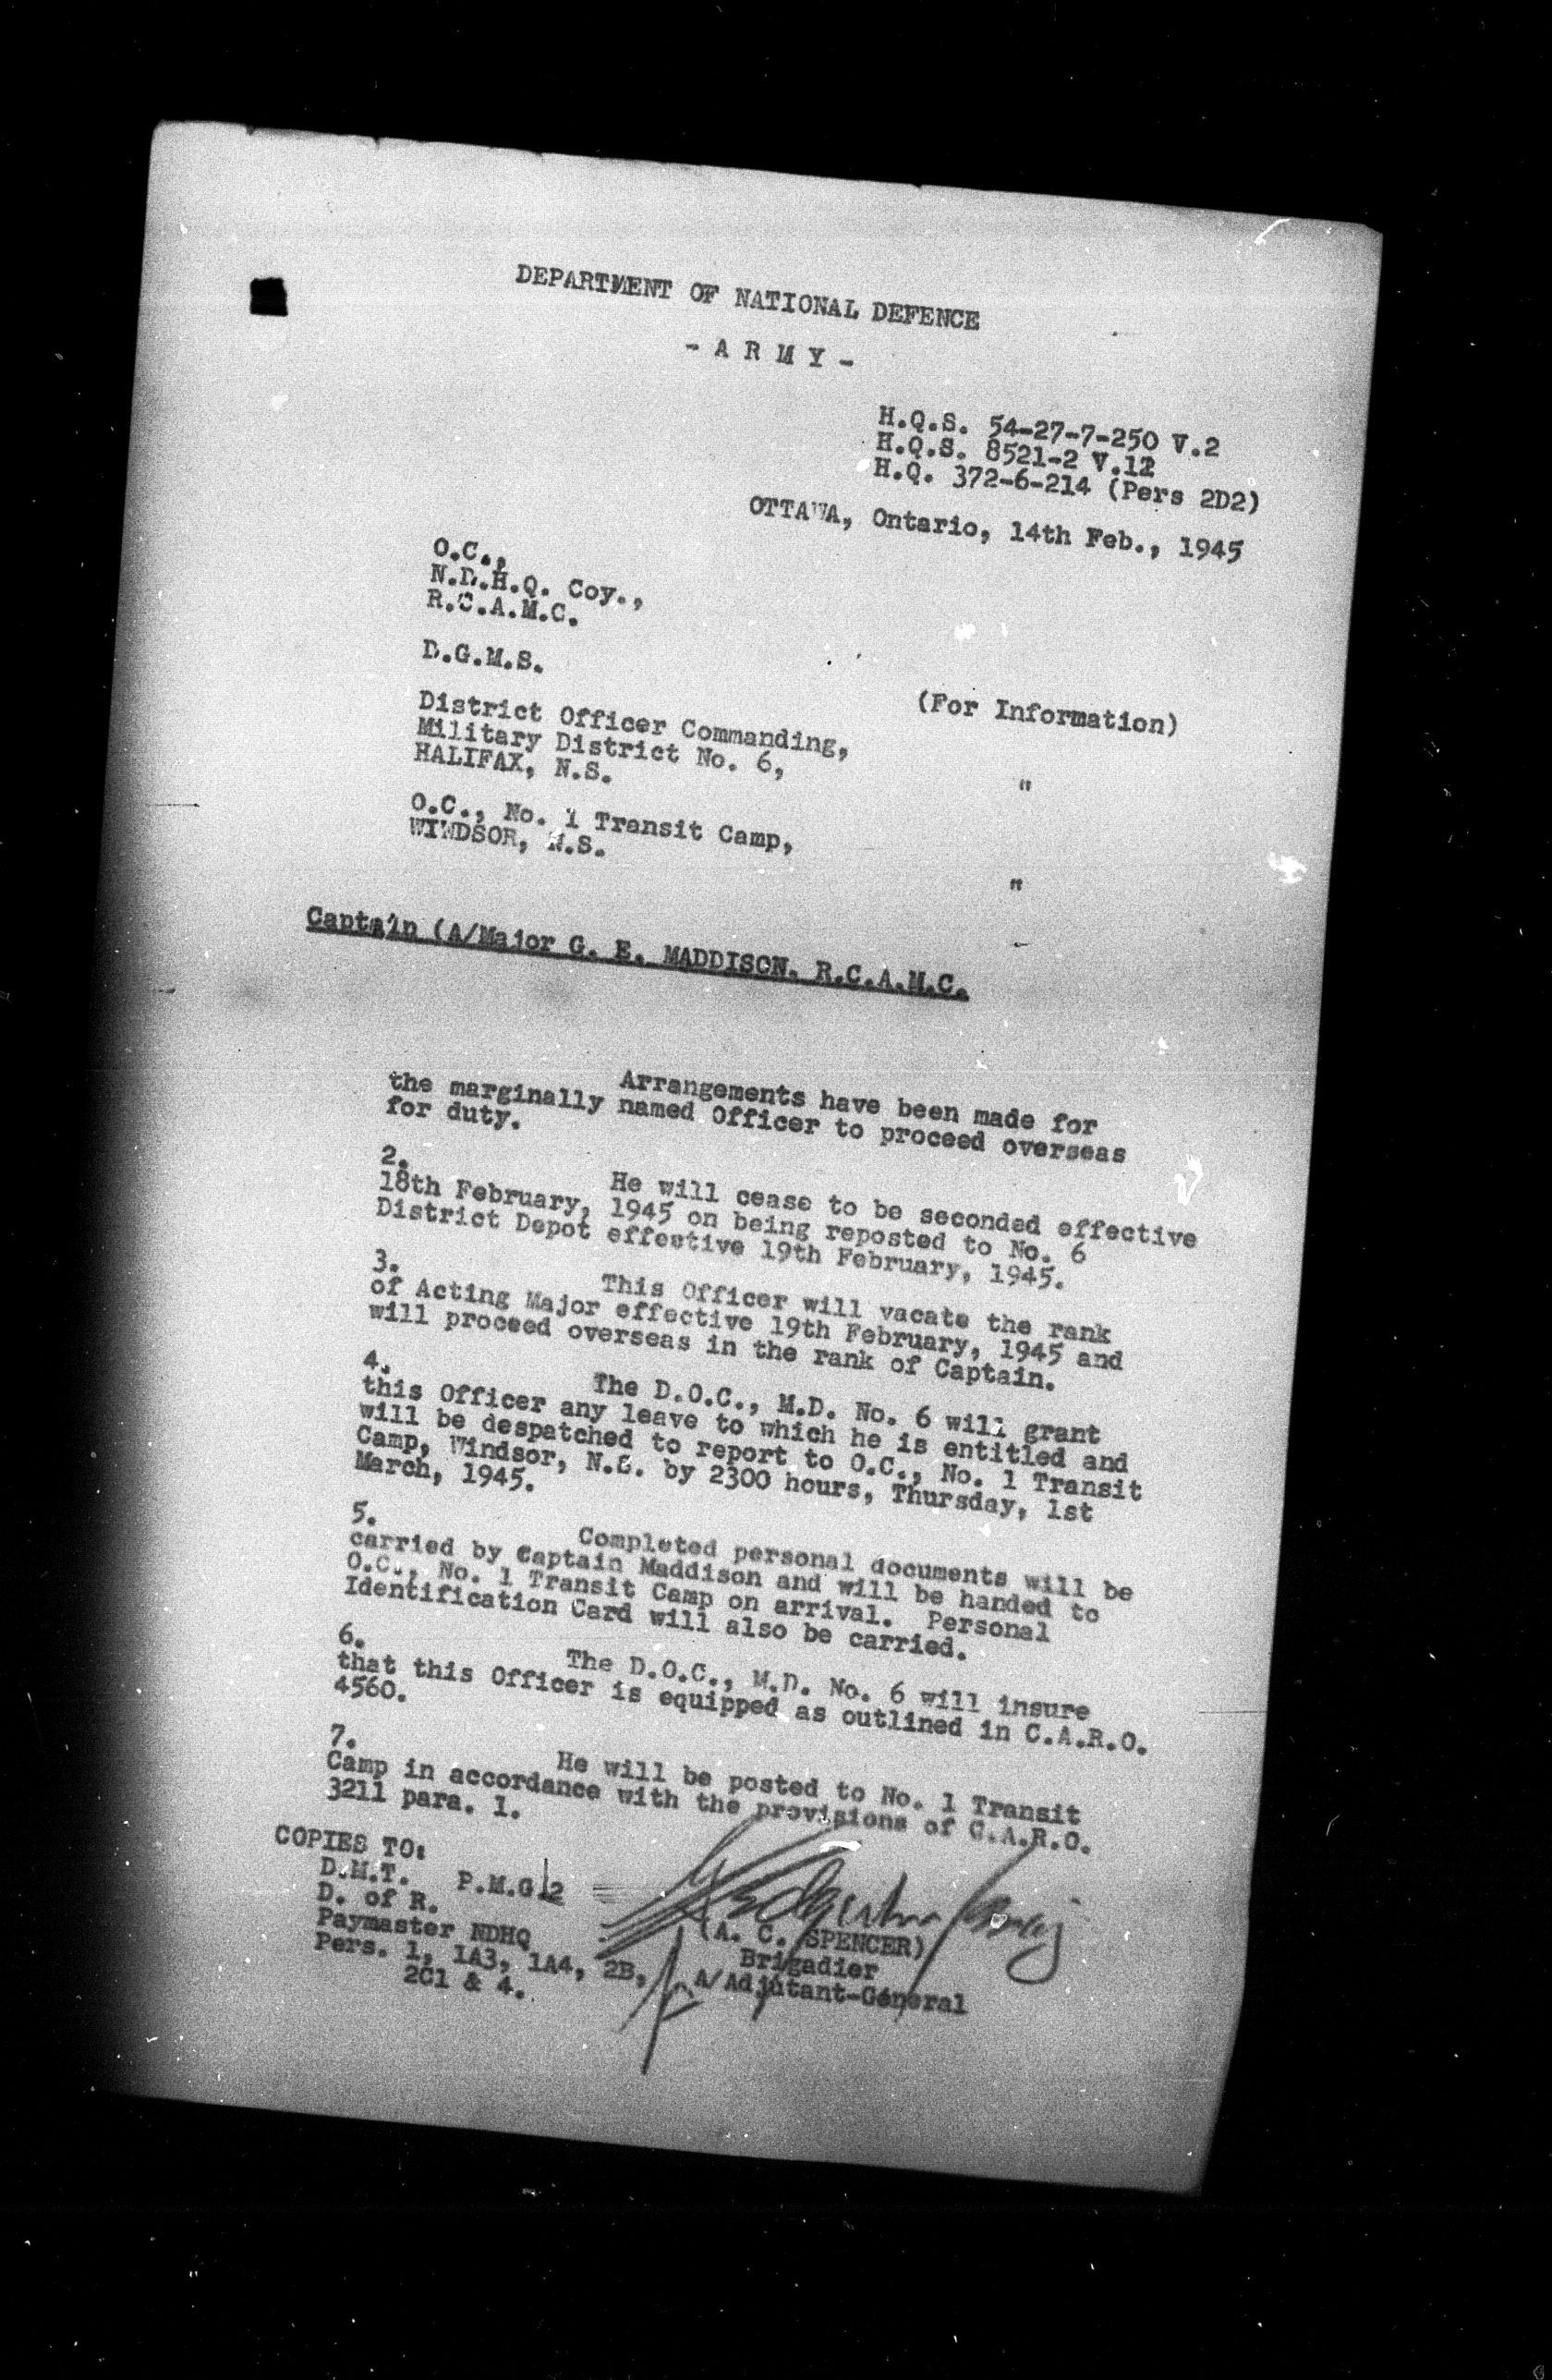 DEPARTMENT OF NATIONAL DEFENCE
- A R M Y -
H.Q.S. 54-27-7-250 V.2
H.Q.S. 8521-2 V.12
H.Q. 372-6-214 (Pers 2D2)
OTTAWA, Ontario, 14th Feb., 1945
O.C.,
N.D.H.Q. Coy.,
R.C.A.M.C.
D.G.M.S.
(For Information)
District Officer Commanding,
Military District No. 6,
HALIFAX, N.S.
"
O.C., No. 1 Transit Camp,
WINDSOR, N.S.
"
Captain (A/Major G. E. MADDISON, R.C.A.M.C.
Arrangements have been made for
the marginally named Officer to proceed overseas
for duty.
2. He will cease to be seconded effective
18th February, 1945 on being reposted to No. 6
District Depot effective 19th February, 1945.
3. This Officer will vacate the rank
of Acting Major effective 19th February, 1945 and
will proceed overseas in the rank of Captain.
4. The D.O.C., M.D. No. 6 will grant
this Officer any leave to which he is entitled and
will be despatched to report to O.C., No. 1 Transit
Camp, Windsor, N.S. by 2300 hours, Thursday, 1st
March, 1945.
5. Completed personal documents will be
carried by Captain Maddison and will be handed to
O.C., No. 1 Transit Camp on arrival. Personal
Identification Card will also be carried.
6. The D.O.C., M.D. No. 6 will insure
that this Officer is equipped as outlined in C.A.R.O.
4560.
7. He will be posted to No. 1 Transit
Camp in accordance with the provisions of C.A.R.O.
3211 para. 1.
COPIES TO:
D.M.T. P.M.G.2
D. of R.
Paymaster NDHQ
Pers. 1, 1A3, 1A4, 2B,
2C1 & 4.
(A. C. SPENCER)
Brigadier
A/Adjutant-General